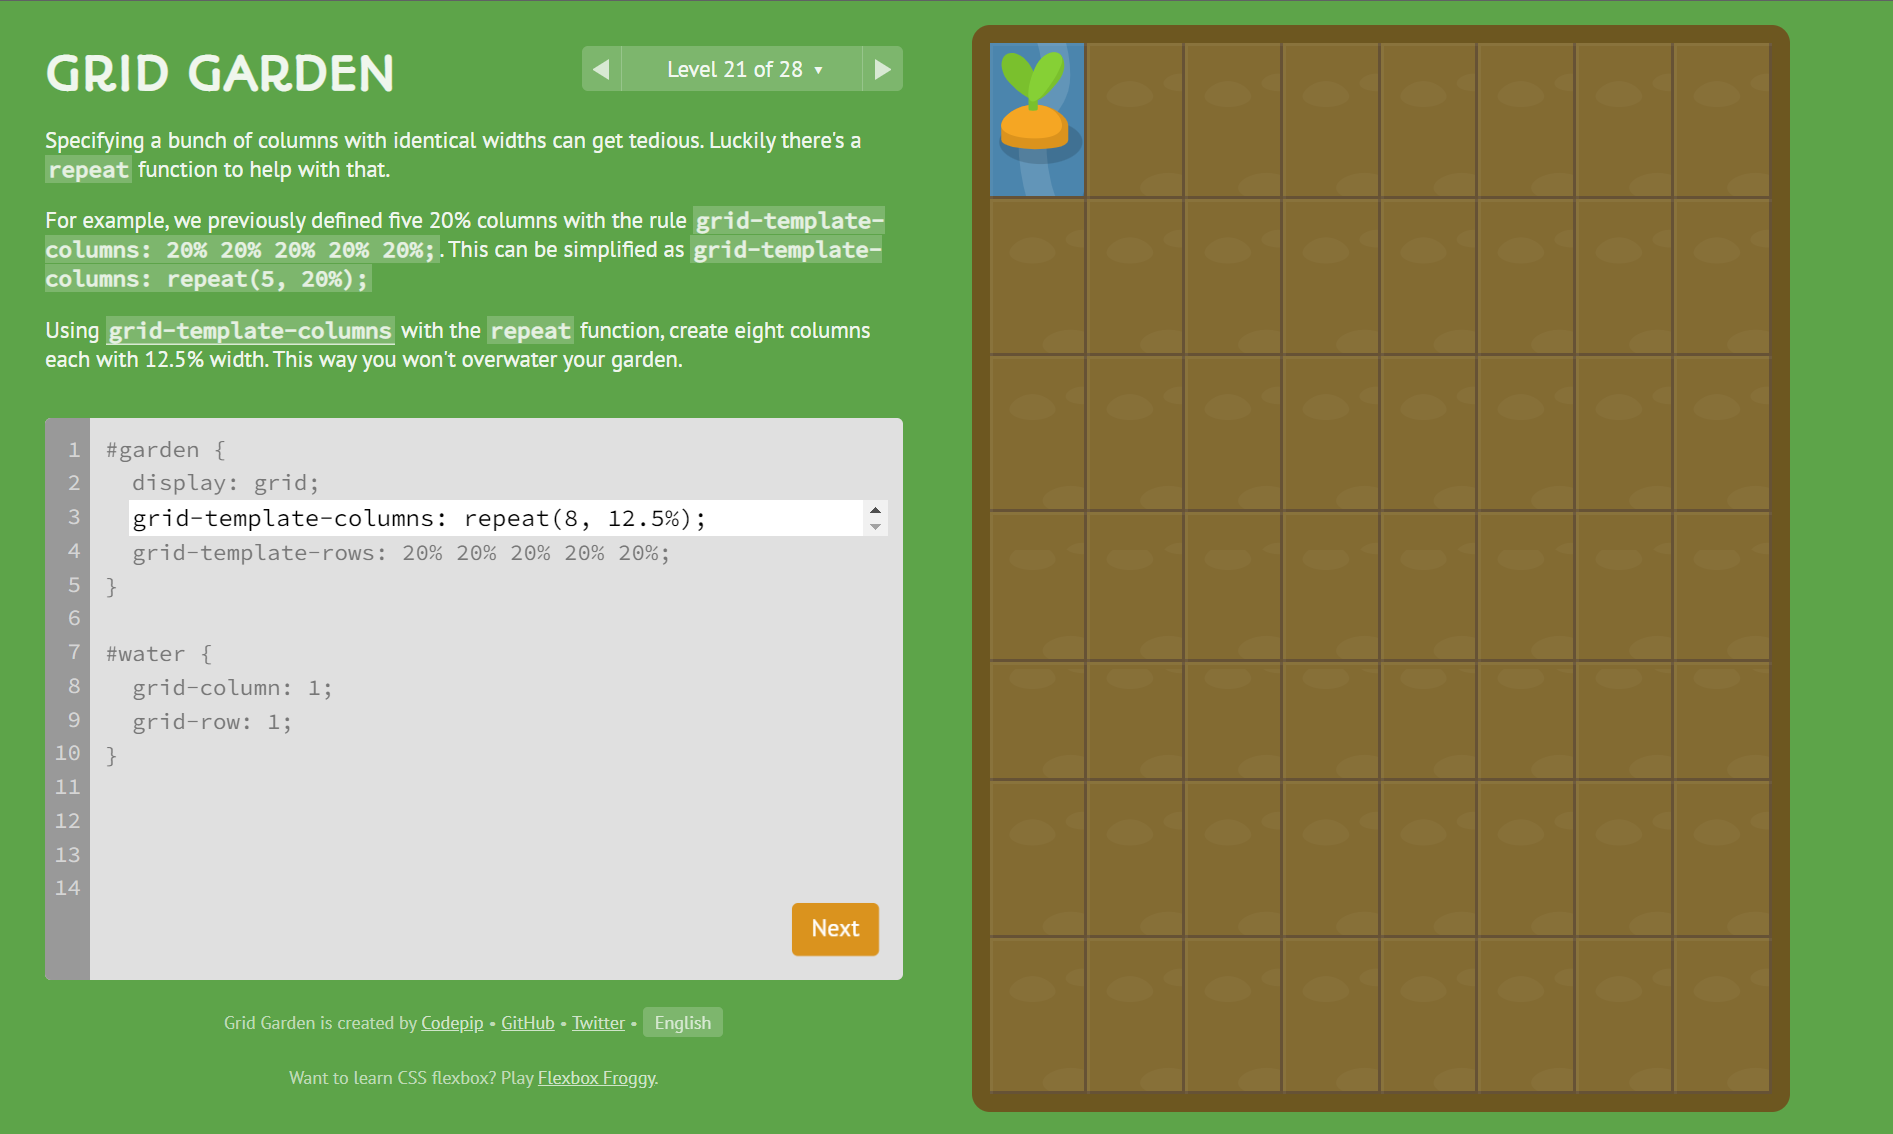 GRID GARDEN
Level 21 of 28 ▼
Specifying a bunch of columns with identical widths can get tedious. Luckily there's a
repeat function to help with that.
For example, we previously defined five 20% columns with the rule grid-template-
columns: 20% 20% 20% 20% 20%;. This can be simplified as grid-template-
columns: repeat(5, 20%);
Using grid-template-columns with the repeat function, create eight columns
each with 12.5% width. This way you won't overwater your garden.
1 #garden {
2 display: grid;
3 grid-template-columns: repeat(8, 12.5%);
4 grid-template-rows: 20% 20% 20% 20% 20%;
5 }
6
7 #water {
8 grid-column: 1;
9 grid-row: 1;
10 }
11
12
13
14
Next
Grid Garden is created by Codepip • GitHub • Twitter • English
Want to learn CSS flexbox? Play Flexbox Froggy.